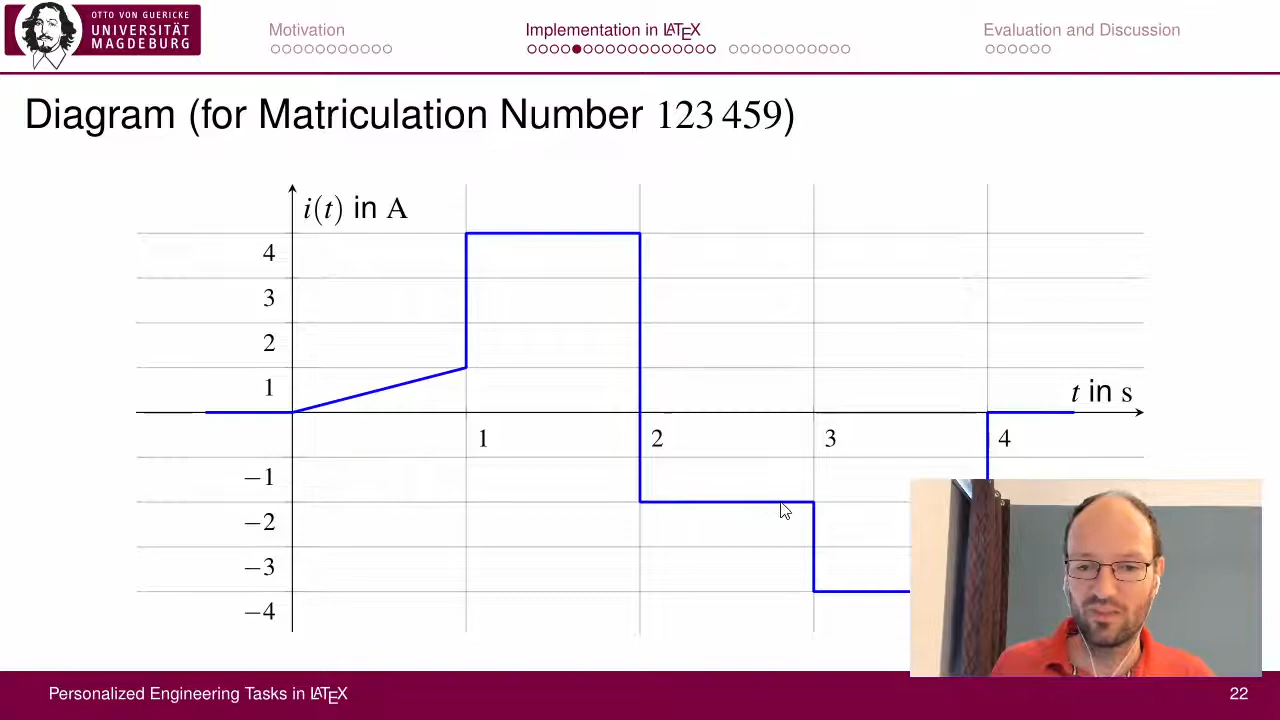 OTTO VON GUERICKE
UNIVERSITÄT
MAGDEBURG
Motivation
Implementation in LATEX
Evaluation and Discussion
Diagram (for Matriculation Number 123 459)
i(t) in A
4
3
2
1
t in s
1
2
3
4
−1
−2
−3
−4
Personalized Engineering Tasks in LATEX
22